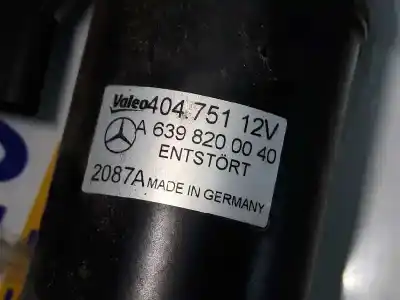 Valeo 404.751 12V
A 639 820 00 40
ENTSTÖRT
2087A MADE IN GERMANY